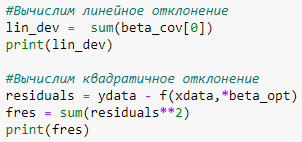 #Вычислим линейное отклонение
lin_dev =  sum(beta_cov[0])
print(lin_dev)

#Вычислим квадратичное отклонение
residuals = ydata - f(xdata,*beta_opt)
fres = sum(residuals**2)
print(fres)